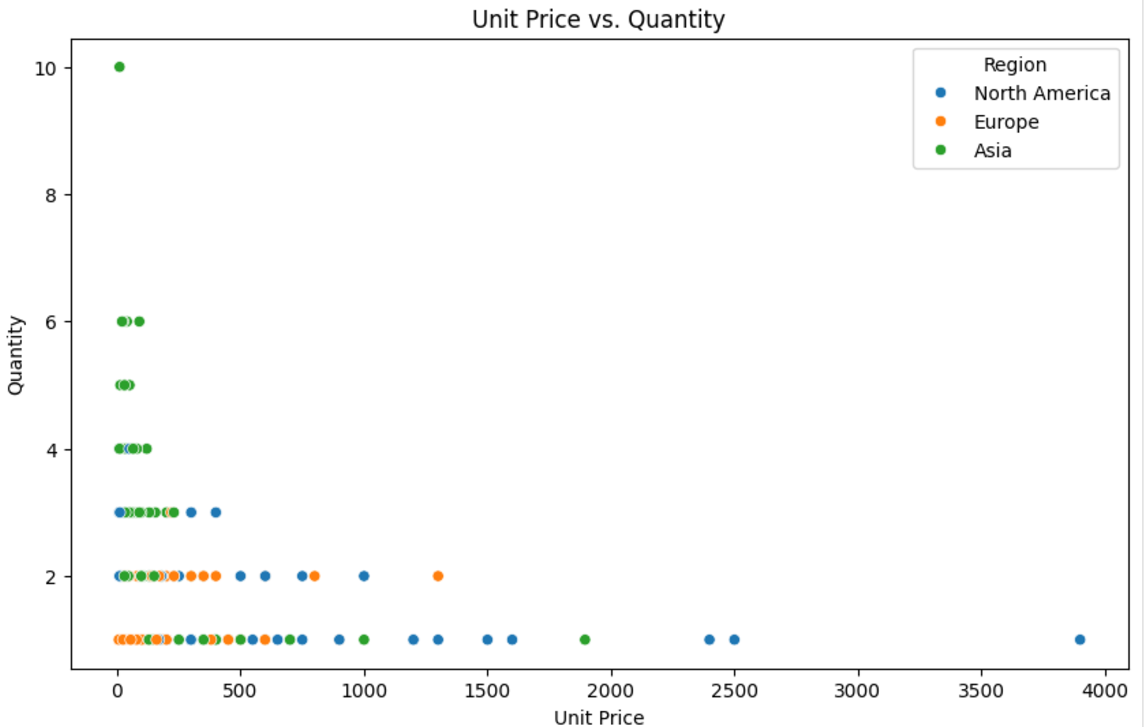 Unit Price vs. Quantity
Region
North America
Europe
Asia
10
8
6
4
2
Quantity
0 500 1000 1500 2000 2500 3000 3500 4000
Unit Price